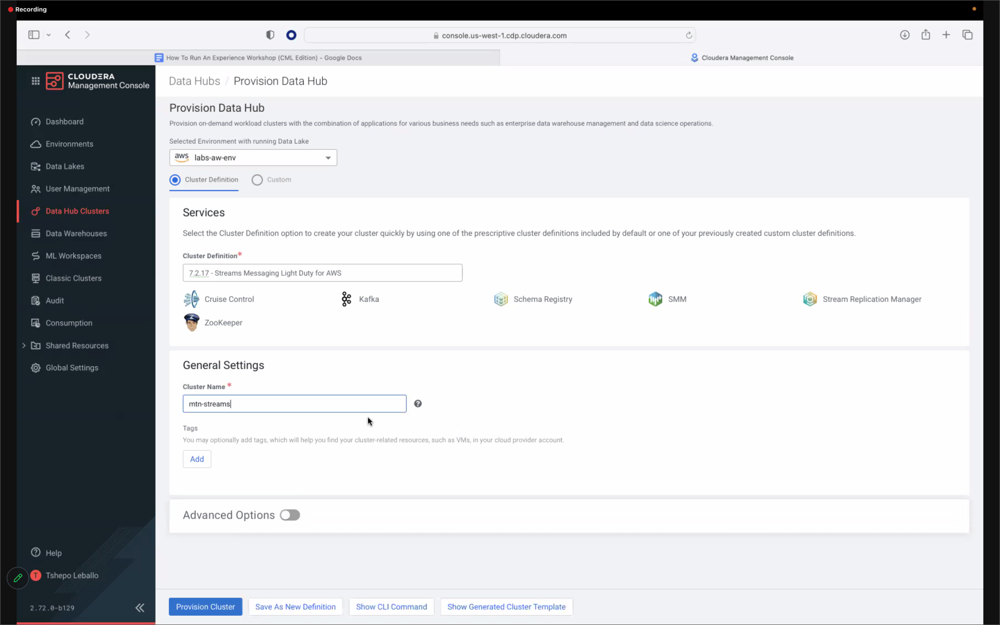 Recording
console.us-west-1.cdp.cloudera.com
How To Run An Experience Workshop (CML Edition) - Google Docs
Cloudera Management Console
CLOUDERA
Management Console
Dashboard
Environments
Data Lakes
User Management
Data Hub Clusters
Data Warehouses
ML Workspaces
Classic Clusters
Audit
Consumption
Shared Resources
Global Settings
Help
T Tshepo Leballo
2.72.0-b129
Data Hubs / Provision Data Hub
Provision Data Hub
Provision on-demand workload clusters with the combination of applications for various business needs such as enterprise data warehouse management and data science operations.
Selected Environment with running Data Lake
aws labs-aw-env
Cluster Definition Custom
Services
Select the Cluster Definition option to create your cluster quickly by using one of the prescriptive cluster definitions included by default or one of your previously created custom cluster definitions.
Cluster Definition*
7.2.17 - Streams Messaging Light Duty for AWS
Cruise Control Kafka Schema Registry SMM Stream Replication Manager
ZooKeeper
General Settings
Cluster Name *
mtn-streams
Tags
You may optionally add tags, which will help you find your cluster-related resources, such as VMs, in your cloud provider account.
Add
Advanced Options
Provision Cluster Save As New Definition Show CLI Command Show Generated Cluster Template